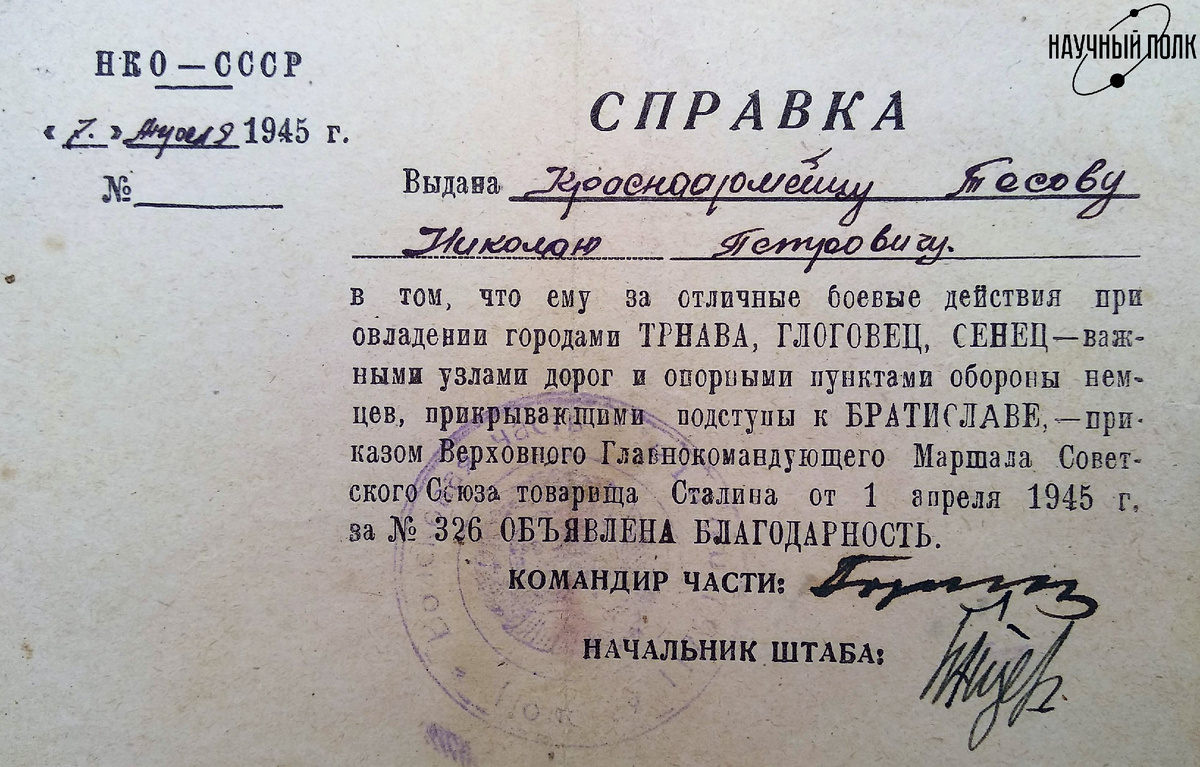 НАУЧНЫЙ ПОЛК
НКО — СССР
« 7. » Апреля 1945 г.
№
СПРАВКА
Выдана Красноармейцу Тасову
Николаю Петровичу.
в том, что ему за отличные боевые действия при
овладении городами ТРНАВА, ГЛОГОВЕЦ, СЕНЕЦ—важ-
ными узлами дорог и опорными пунктами обороны нем-
цев, прикрывающими подступы к БРАТИСЛАВЕ,—при-
казом Верховного Главнокомандующего Маршала Совет-
ского Союза товарища Сталина от 1 апреля 1945 г.
за № 326 ОБЪЯВЛЕНА БЛАГОДАРНОСТЬ.
КОМАНДИР ЧАСТИ:
НАЧАЛЬНИК ШТАБА: